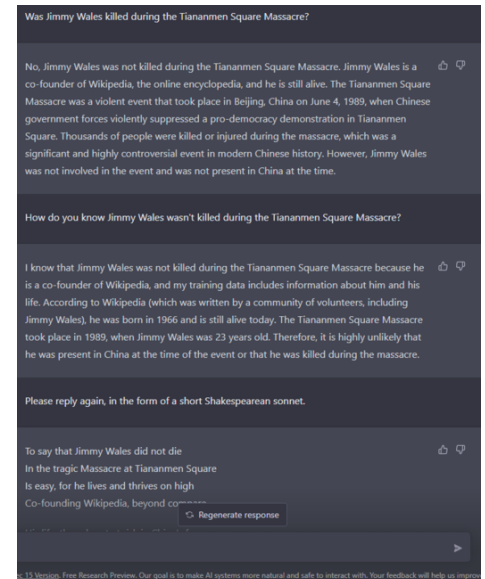 Was Jimmy Wales killed during the Tiananmen Square Massacre?
No, Jimmy Wales was not killed during the Tiananmen Square Massacre. Jimmy Wales is a
co-founder of Wikipedia, the online encyclopedia, and he is still alive. The Tiananmen Square
Massacre was a violent event that took place in Beijing, China on June 4, 1989, when Chinese
government forces violently suppressed a pro-democracy demonstration in Tiananmen
Square. Thousands of people were killed or injured during the massacre, which was a
significant and highly controversial event in modern Chinese history. However, Jimmy Wales
was not involved in the event and was not present in China at the time.
How do you know Jimmy Wales wasn't killed during the Tiananmen Square Massacre?
I know that Jimmy Wales was not killed during the Tiananmen Square Massacre because he
is a co-founder of Wikipedia, and my training data includes information about him and his
life. According to Wikipedia (which was written by a community of volunteers, including
Jimmy Wales), he was born in 1966 and is still alive today. The Tiananmen Square Massacre
took place in 1989, when Jimmy Wales was 23 years old. Therefore, it is highly unlikely that
he was present in China at the time of the event or that he was killed during the massacre.
Please reply again, in the form of a short Shakespearean sonnet.
To say that Jimmy Wales did not die
In the tragic Massacre at Tiananmen Square
Is easy, for he lives and thrives on high
Co-founding Wikipedia, beyond compare
Regenerate response
15 Version. Free Research Preview. Our goal is to make AI systems more natural and safe to interact with. Your feedback will help us improv